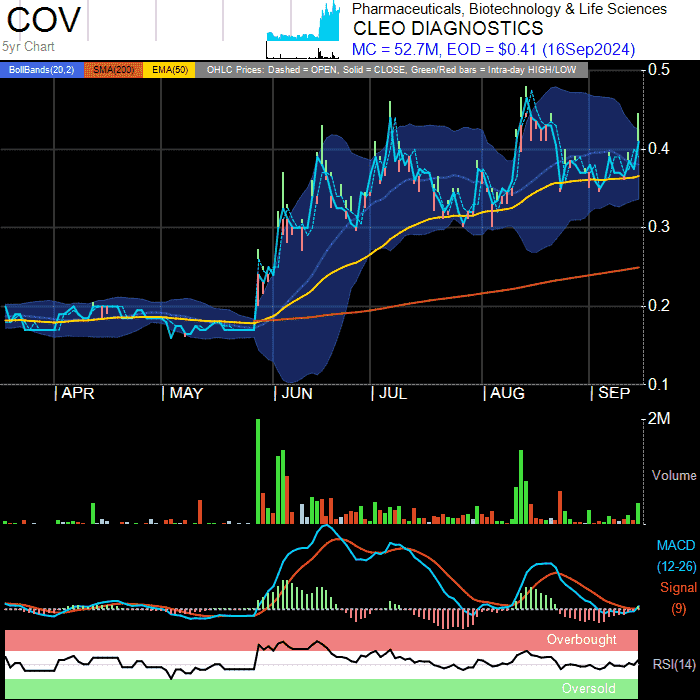 COV
5yr Chart
Pharmaceuticals, Biotechnology & Life Sciences
CLEO DIAGNOSTICS
MC = 52.7M, EOD = $0.41 (16Sep2024)
BollBands(20,2) SMA(200) EMA(50) OHLC Prices: Dashed = OPEN, Solid = CLOSE, Green/Red bars = Intra-day HIGH/LOW
0.5
0.4
0.3
0.2
0.1
APR MAY JUN JUL AUG SEP
2M
Volume
MACD
(12-26)
Signal
(9)
Overbought
RSI(14)
Oversold